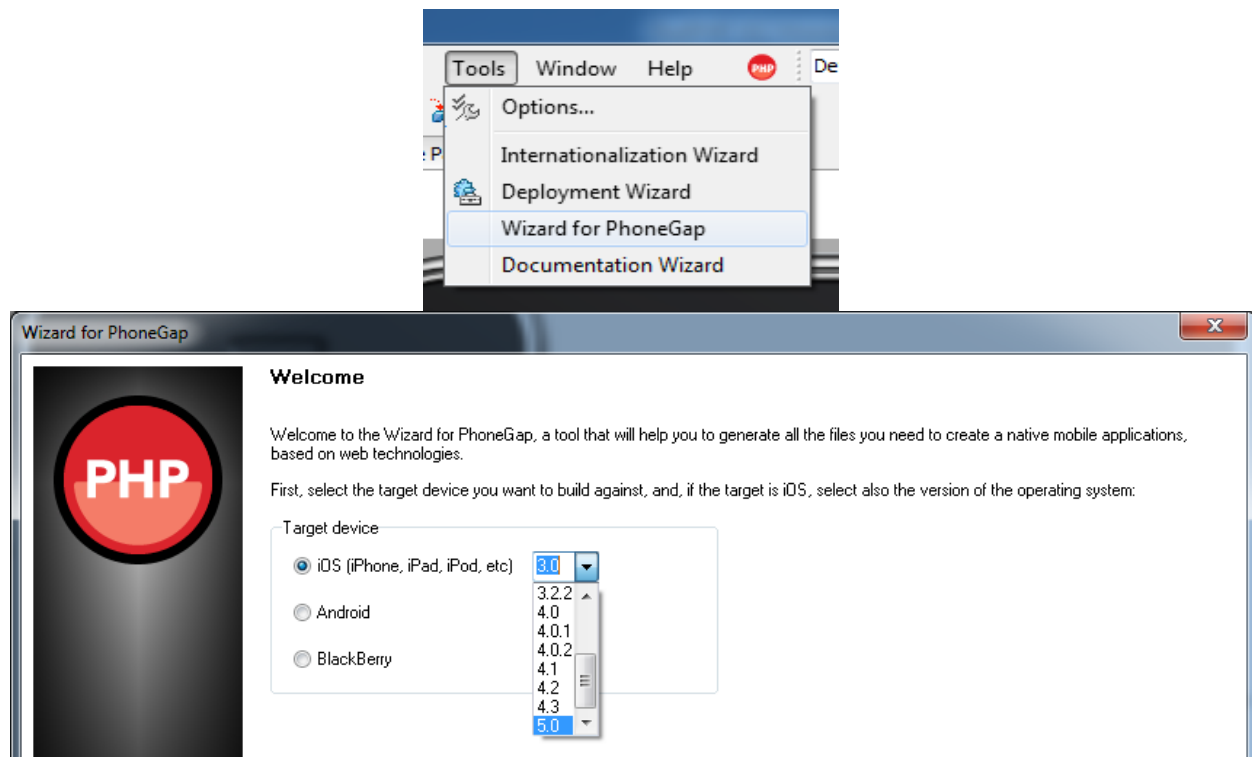 Tools Window Help PHP De
Options...
e P
Internationalization Wizard
Deployment Wizard
Wizard for PhoneGap
Documentation Wizard
Wizard for PhoneGap
Welcome
PHP
Welcome to the Wizard for PhoneGap, a tool that will help you to generate all the files you need to create a native mobile applications,
based on web technologies.
First, select the target device you want to build against, and, if the target is iOS, select also the version of the operating system:
Target device
iOS (iPhone, iPad, iPod, etc) 3.0
3.2.2
Android 4.0
4.0.1
4.0.2
BlackBerry 4.1
4.2
4.3
5.0